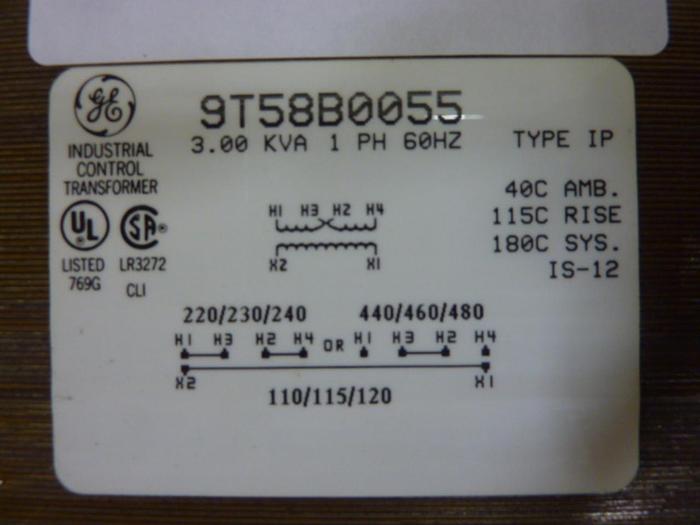 GE
9T58B0055
3.00 KVA 1 PH 60HZ TYPE IP
INDUSTRIAL
CONTROL
TRANSFORMER
40C AMB.
115C RISE
180C SYS.
IS-12
UL SA
LISTED LR3272
769G CLI
H1 H3 H2 H4
X2 X1
220/230/240 440/460/480
H1 H3 H2 H4 OR H1 H3 H2 H4
X2 X1
110/115/120